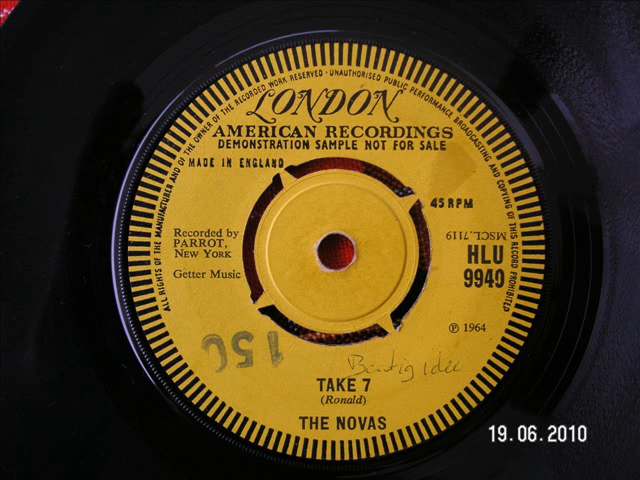 ALL RIGHTS OF THE MANUFACTURER AND OF THE OWNER OF THE RECORDED WORK RESERVED · UNAUTHORISED PUBLIC PERFORMANCE BROADCASTING AND COPYING OF THIS RECORD PROHIBITED
LONDON
AMERICAN RECORDINGS
DEMONSTRATION SAMPLE NOT FOR SALE
MADE IN ENGLAND
45 RPM
Recorded by
PARROT,
NEW YORK
Getter Music
MSCL.7119
HLU
9940
℗ 1964
150
TAKE 7
(Ronald)
THE NOVAS
19.06.2010